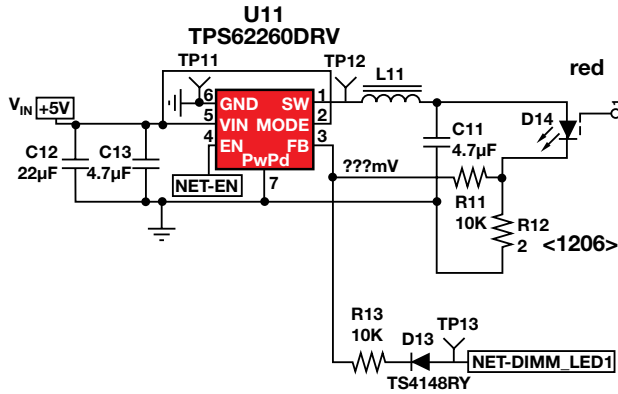 U11
TPS62260DRV
TP11
TP12
L11
red
6 GND SW 1
5 VIN MODE 2
4 EN FB 3
PwPd
7
VIN +5V
C12
22µF
C13
4.7µF
NET-EN
C11
4.7µF
D14
1
???mV
R11
10K
R12
2
<1206>
R13
10K
D13
TS4148RY
TP13
NET-DIMM_LED1